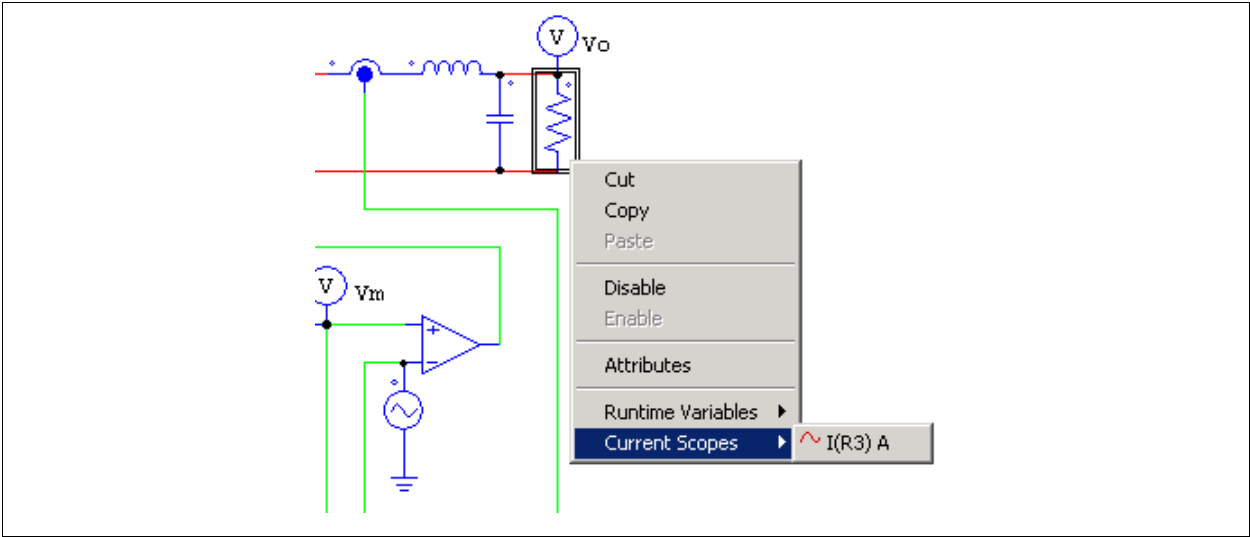 V Vo
V Vm
+
−
Cut
Copy
Paste
Disable
Enable
Attributes
Runtime Variables
Current Scopes
I(R3) A